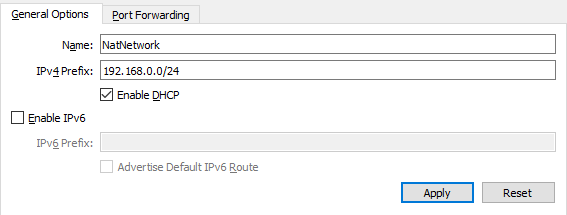 General Options
Port Forwarding
Name: NatNetwork
IPv4 Prefix: 192.168.0.0/24
Enable DHCP
Enable IPv6
IPv6 Prefix:
Advertise Default IPv6 Route
Apply
Reset